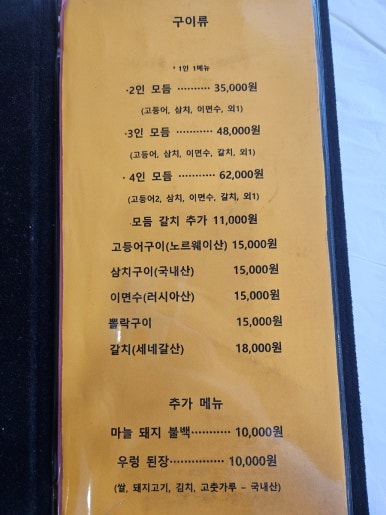 구이류
* 1인 1메뉴
·2인 모듬 ·········· 35,000원
(고등어, 삼치, 이면수, 외1)
·3인 모듬 ··········· 48,000원
(고등어, 삼치, 이면수, 갈치, 외1)
· 4인 모듬 ··········· 62,000원
(고등어2, 삼치, 이면수, 갈치, 외1)
모듬 갈치 추가 11,000원
고등어구이(노르웨이산) 15,000원
삼치구이(국내산) 15,000원
이면수(러시아산) 15,000원
뽈락구이 15,000원
갈치(세네갈산) 18,000원
추가 메뉴
마늘 돼지 불백··········· 10,000원
우렁 된장··············· 10,000원
(쌀, 돼지고기, 김치, 고춧가루 – 국내산)